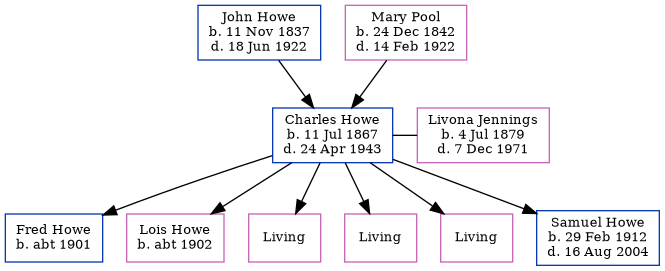 John Howe
b. 11 Nov 1837
d. 18 Jun 1922
Mary Pool
b. 24 Dec 1842
d. 14 Feb 1922
Charles Howe
b. 11 Jul 1867
d. 24 Apr 1943
Livona Jennings
b. 4 Jul 1879
d. 7 Dec 1971
Fred Howe
b. abt 1901
Lois Howe
b. abt 1902
Living
Living
Living
Samuel Howe
b. 29 Feb 1912
d. 16 Aug 2004